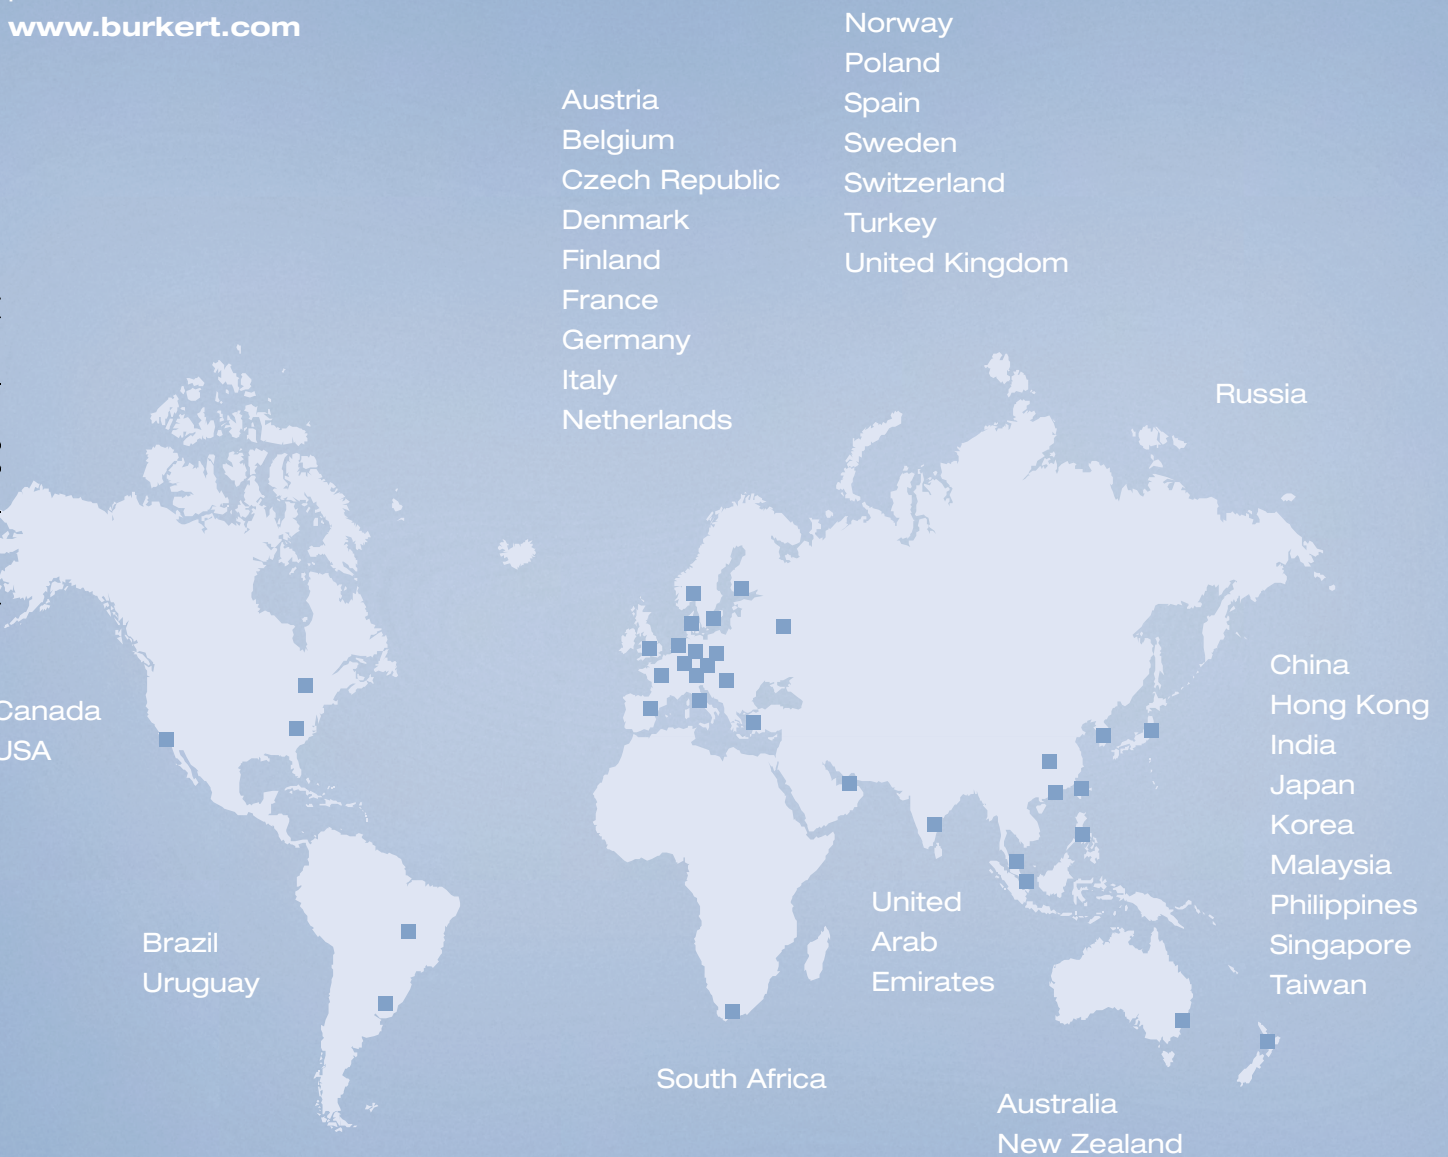 www.burkert.com
Norway
Poland
Spain
Sweden
Switzerland
Turkey
United Kingdom
Austria
Belgium
Czech Republic
Denmark
Finland
France
Germany
Italy
Netherlands
Russia
China
Hong Kong
India
Japan
Korea
Malaysia
Philippines
Singapore
Taiwan
Canada
USA
Brazil
Uruguay
United
Arab
Emirates
South Africa
Australia
New Zealand